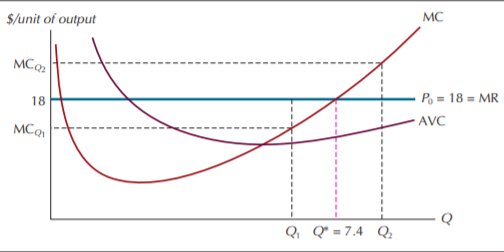 $/unit of output
MC
MCQ2
18
P0 = 18 = MR
MCQ1
AVC
Q
Q1 Q* = 7.4 Q2